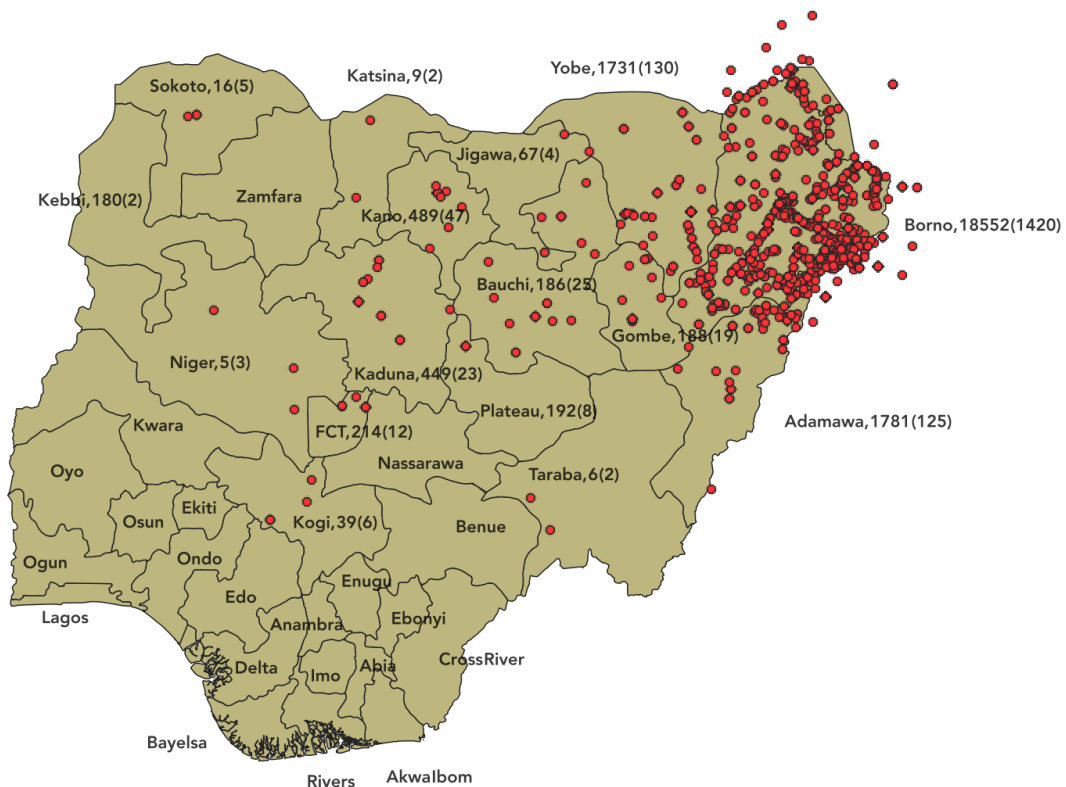 Yobe,1731(130)
Katsina,9(2)
Sokoto,16(5)
Jigawa,67(4)
Kebbi,180(2)
Zamfara
Kano,489(47)
Borno,18552(1420)
Bauchi,186(25)
Gombe,188(19)
Niger,5(3)
Kaduna,449(23)
Plateau,192(8)
Adamawa,1781(125)
Kwara
FCT,214(12)
Nassarawa
Oyo
Taraba,6(2)
Ekiti
Osun
Kogi,39(6)
Benue
Ogun
Ondo
Enugu
Edo
Lagos
Anambra
Ebonyi
CrossRiver
Delta
Imo
Abia
Bayelsa
Rivers
AkwaIbom